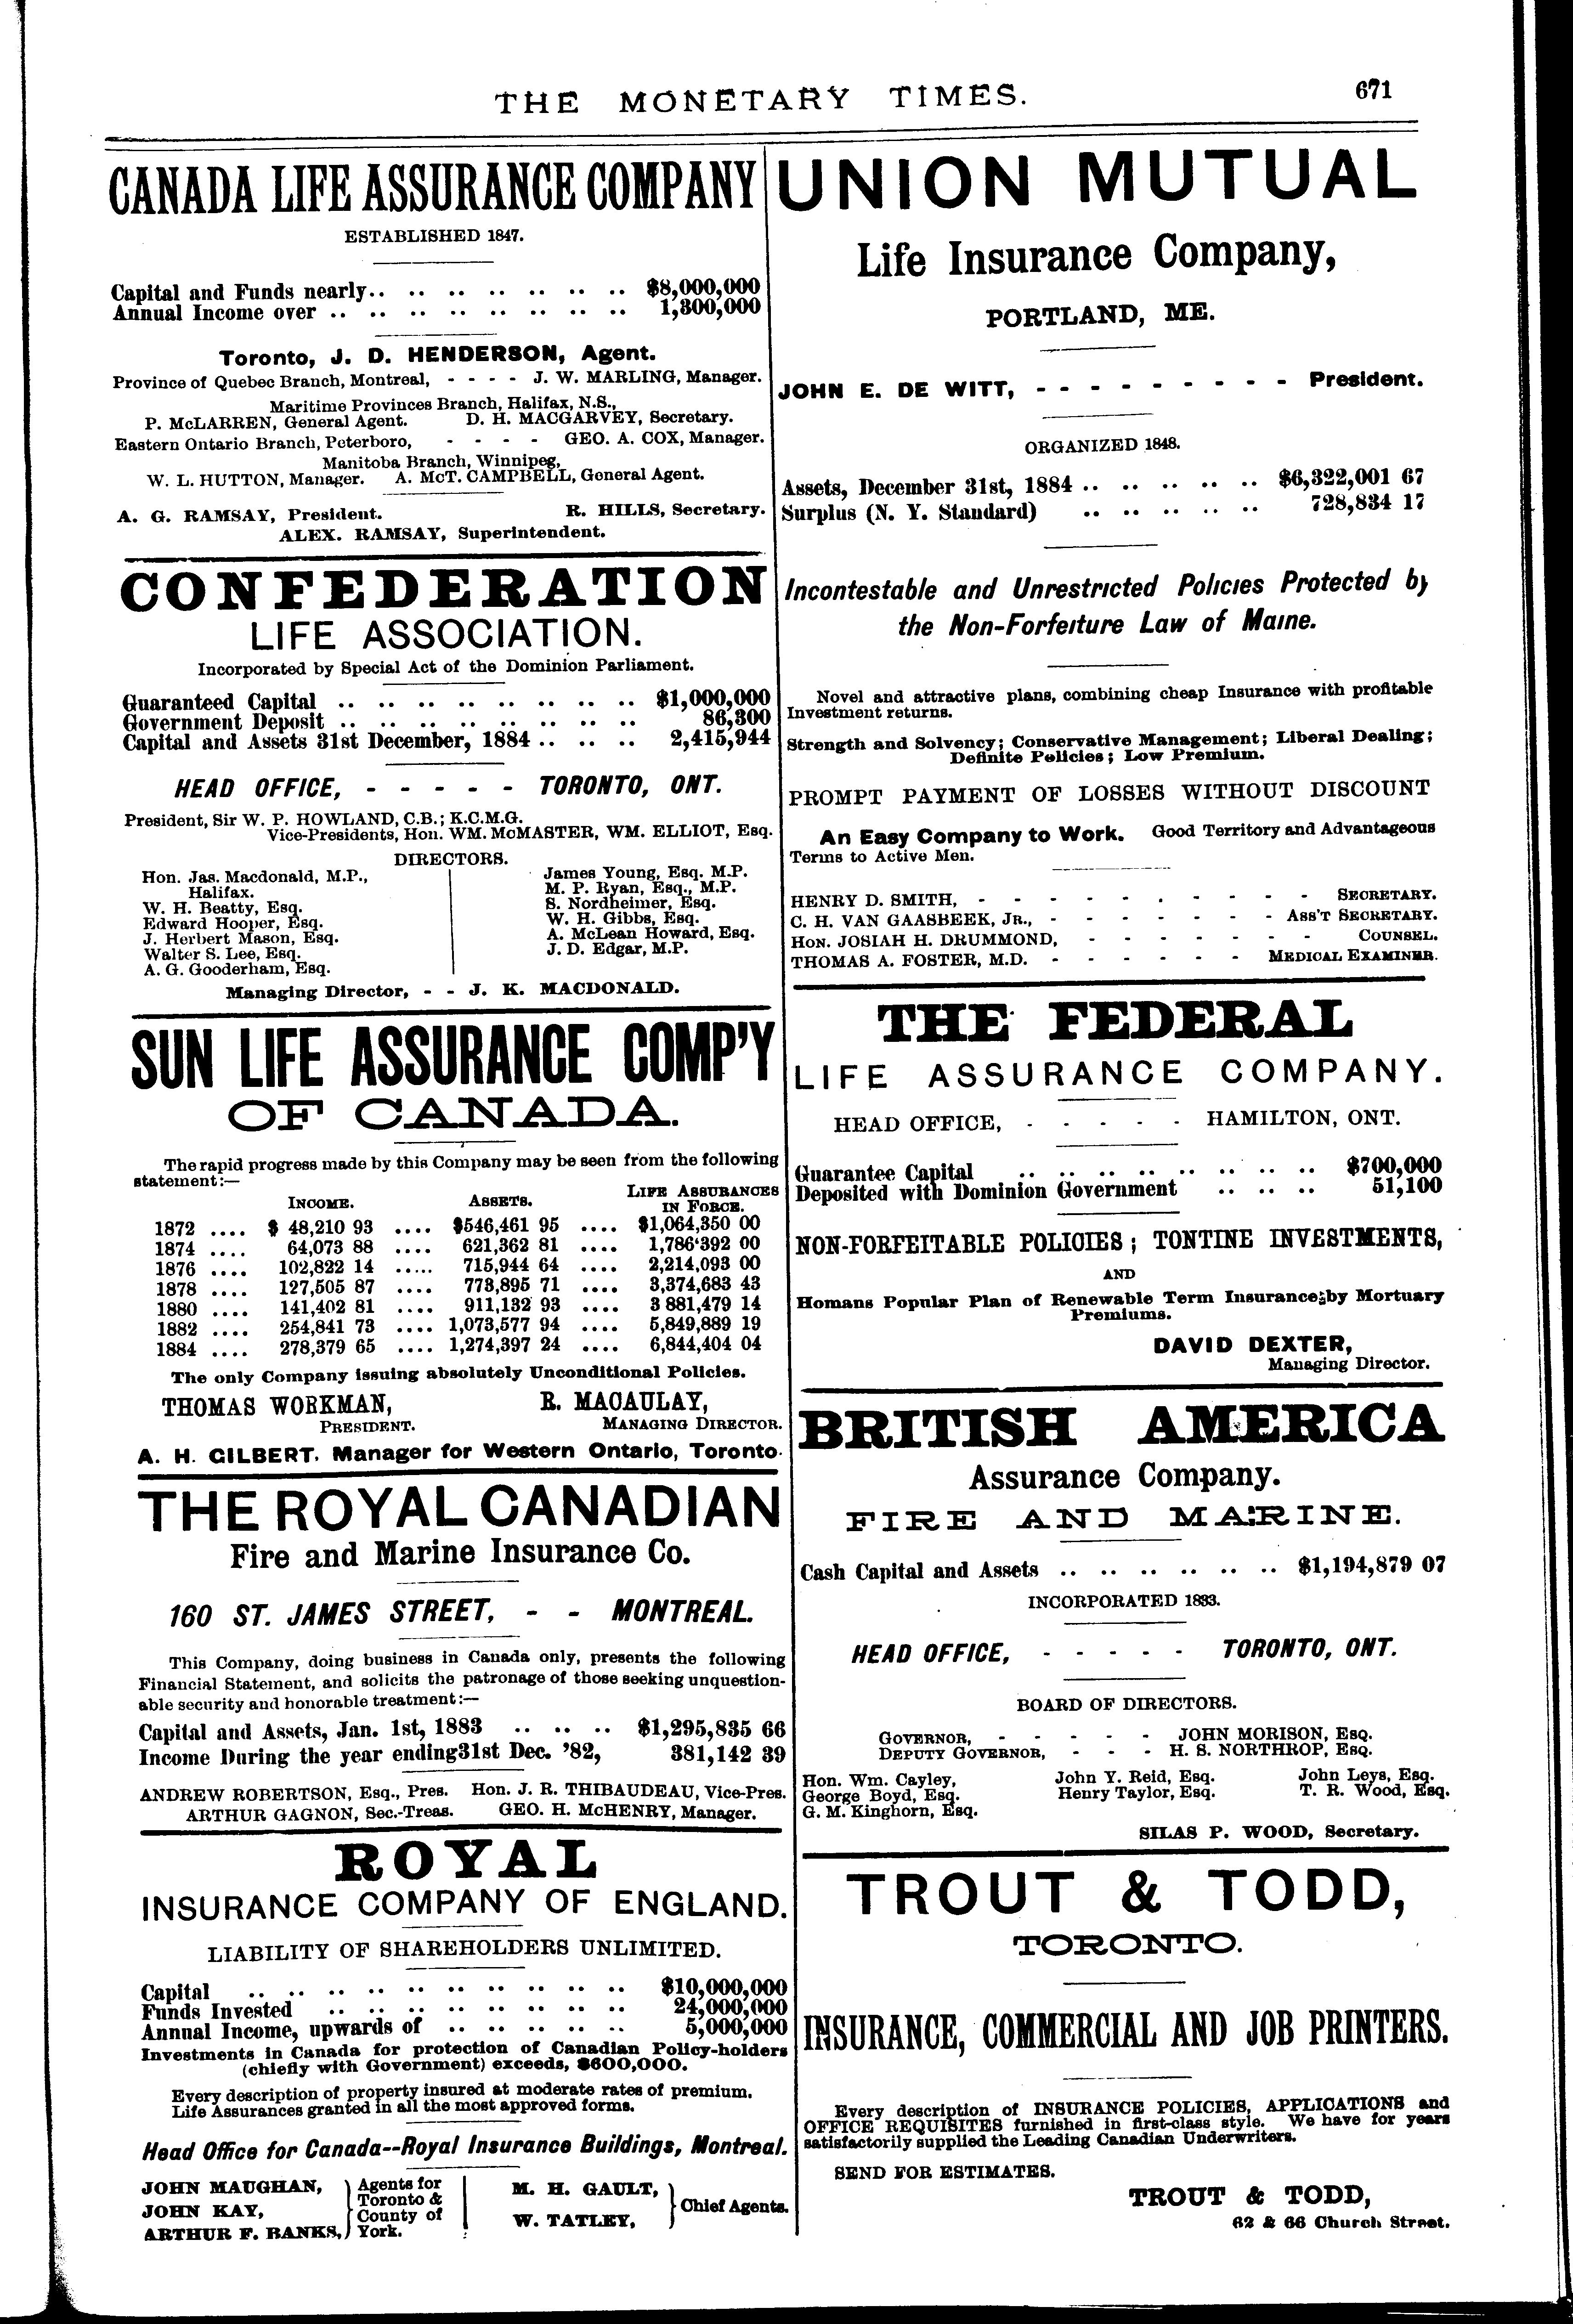 THE MONETARY TIMES. 671
CANADA LIFE ASSURANCE COMPANY
ESTABLISHED 1847.
Capital and Funds nearly.. .. .. .. .. .. .. $8,000,000
Annual Income over .. .. .. .. .. .. .. .. 1,300,000
Toronto, J. D. HENDERSON, Agent.
Province of Quebec Branch, Montreal, - - - - J. W. MARLING, Manager.
Maritime Provinces Branch, Halifax, N.S.,
P. McLARREN, General Agent. D. H. MACGARVEY, Secretary.
Eastern Ontario Branch, Peterboro, - - - - GEO. A. COX, Manager.
Manitoba Branch, Winnipeg,
W. L. HUTTON, Manager. A. McT. CAMPBELL, General Agent.
A. G. RAMSAY, President. R. HILLS, Secretary.
ALEX. RAMSAY, Superintendent.
CONFEDERATION
LIFE ASSOCIATION.
Incorporated by Special Act of the Dominion Parliament.
Guaranteed Capital .. .. .. .. .. .. .. .. $1,000,000
Government Deposit .. .. .. .. .. .. .. .. 86,300
Capital and Assets 31st December, 1884 .. .. .. 2,415,944
HEAD OFFICE, - - - - - TORONTO, ONT.
President, Sir W. P. HOWLAND, C.B.; K.C.M.G.
Vice-Presidents, Hon. WM. McMASTER, WM. ELLIOT, Esq.
DIRECTORS.
Hon. Jas. Macdonald, M.P.,
Halifax.
W. H. Beatty, Esq.
Edward Hooper, Esq.
J. Herbert Mason, Esq.
Walter S. Lee, Esq.
A. G. Gooderham, Esq.
James Young, Esq. M.P.
M. P. Ryan, Esq., M.P.
S. Nordheimer, Esq.
W. H. Gibbs, Esq.
A. McLean Howard, Esq.
J. D. Edgar, M.P.
Managing Director, - - J. K. MACDONALD.
SUN LIFE ASSURANCE COMP'Y
OF CANADA.
The rapid progress made by this Company may be seen from the following
statement:—
INCOME. ASSETS. LIFE ASSURANCES
IN FORCE.
1872 .... $ 48,210 93 .... $546,461 95 .... $1,064,350 00
1874 .... 64,073 88 .... 621,362 81 .... 1,786'392 00
1876 .... 102,822 14 ..... 715,944 64 .... 2,214,093 00
1878 .... 127,505 87 .... 773,895 71 .... 3,374,683 43
1880 .... 141,402 81 .... 911,132 93 .... 3 881,479 14
1882 .... 254,841 73 .... 1,073,577 94 .... 5,849,889 19
1884 .... 278,379 65 .... 1,274,397 24 .... 6,844,404 04
The only Company issuing absolutely Unconditional Policies.
THOMAS WORKMAN, R. MACAULAY,
PRESIDENT. MANAGING DIRECTOR.
A. H. GILBERT, Manager for Western Ontario, Toronto.
THE ROYAL CANADIAN
Fire and Marine Insurance Co.
160 ST. JAMES STREET, - - MONTREAL.
This Company, doing business in Canada only, presents the following
Financial Statement, and solicits the patronage of those seeking unquestion-
able security and honorable treatment:—
Capital and Assets, Jan. 1st, 1883 .. .. .. $1,295,835 66
Income During the year ending31st Dec. '82, 381,142 39
ANDREW ROBERTSON, Esq., Pres. Hon. J. R. THIBAUDEAU, Vice-Pres.
ARTHUR GAGNON, Sec.-Treas. GEO. H. McHENRY, Manager.
ROYAL
INSURANCE COMPANY OF ENGLAND.
LIABILITY OF SHAREHOLDERS UNLIMITED.
Capital .. .. .. .. .. .. .. .. .. .. $10,000,000
Funds Invested .. .. .. .. .. .. .. .. 24,000,000
Annual Income, upwards of .. .. .. .. .. 5,000,000
Investments in Canada for protection of Canadian Policy-holders
(chiefly with Government) exceeds, $600,000.
Every description of property insured at moderate rates of premium.
Life Assurances granted in all the most approved forms.
Head Office for Canada--Royal Insurance Buildings, Montreal.
JOHN MAUGHAN,
JOHN KAY,
ARTHUR F. BANKS,
Agents for
Toronto &
County of
York.
M. H. GAULT,
W. TATLEY,
Chief Agents.
UNION MUTUAL
Life Insurance Company,
PORTLAND, ME.
JOHN E. DE WITT, - - - - - - - - - - President.
ORGANIZED 1848.
Assets, December 31st, 1884 .. .. .. .. .. $6,322,001 67
Surplus (N. Y. Standard) .. .. .. .. .. 728,834 17
Incontestable and Unrestricted Policies Protected by
the Non-Forfeiture Law of Maine.
Novel and attractive plans, combining cheap Insurance with profitable
Investment returns.
Strength and Solvency; Conservative Management; Liberal Dealing;
Definite Policies; Low Premium.
PROMPT PAYMENT OF LOSSES WITHOUT DISCOUNT
An Easy Company to Work. Good Territory and Advantageous
Terms to Active Men.
HENRY D. SMITH, - - - - - . - - - - SECRETARY.
C. H. VAN GAASBEEK, JR., - - - - - - - ASS'T SECRETARY.
HON. JOSIAH H. DRUMMOND, - - - - - - - COUNSEL.
THOMAS A. FOSTER, M.D. - - - - - - MEDICAL EXAMINER.
THE FEDERAL
LIFE ASSURANCE COMPANY.
HEAD OFFICE, - - - - - HAMILTON, ONT.
Guarantee Capital .. .. .. .. .. .. .. .. $700,000
Deposited with Dominion Government .. .. .. 51,100
NON-FORFEITABLE POLICIES; TONTINE INVESTMENTS,
AND
Homans Popular Plan of Renewable Term Insurance by Mortuary
Premiums.
DAVID DEXTER,
Managing Director.
BRITISH AMERICA
Assurance Company.
FIRE AND MARINE.
Cash Capital and Assets .. .. .. .. .. .. $1,194,879 07
INCORPORATED 1833.
HEAD OFFICE, - - - - - TORONTO, ONT.
BOARD OF DIRECTORS.
GOVERNOR, - - - - - JOHN MORISON, ESQ.
DEPUTY GOVERNOR, - - - H. S. NORTHROP, ESQ.
Hon. Wm. Cayley, John Y. Reid, Esq. John Leys, Esq.
George Boyd, Esq. Henry Taylor, Esq. T. R. Wood, Esq.
G. M. Kinghorn, Esq.
SILAS P. WOOD, Secretary.
TROUT & TODD,
TORONTO.
INSURANCE, COMMERCIAL AND JOB PRINTERS.
Every description of INSURANCE POLICIES, APPLICATIONS and
OFFICE REQUISITES furnished in first-class style. We have for years
satisfactorily supplied the Leading Canadian Underwriters.
SEND FOR ESTIMATES.
TROUT & TODD,
62 & 66 Church Street.